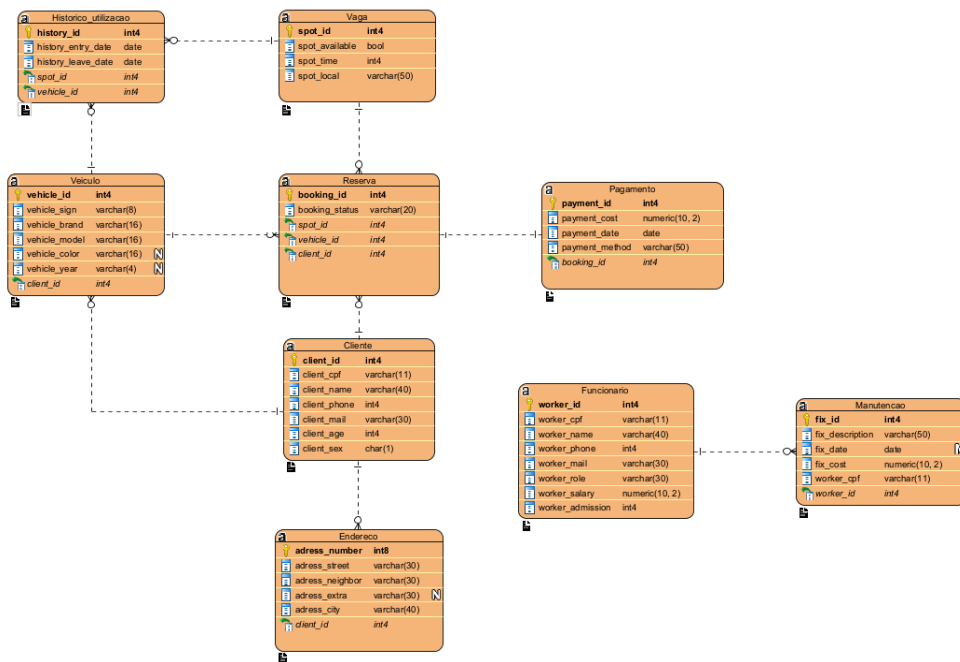 Historico_utilizacao
history_id int4
history_entry_date date
history_leave_date date
spot_id int4
vehicle_id int4
Vaga
spot_id int4
spot_available bool
spot_time int4
spot_local varchar(50)
Veiculo
vehicle_id int4
vehicle_sign varchar(8)
vehicle_brand varchar(16)
vehicle_model varchar(16)
vehicle_color varchar(16) N
vehicle_year varchar(4) N
client_id int4
Reserva
booking_id int4
booking_status varchar(20)
spot_id int4
vehicle_id int4
client_id int4
Pagamento
payment_id int4
payment_cost numeric(10, 2)
payment_date date
payment_method varchar(50)
booking_id int4
Cliente
client_id int4
client_cpf varchar(11)
client_name varchar(40)
client_phone int4
client_mail varchar(30)
client_age int4
client_sex char(1)
Funcionario
worker_id int4
worker_cpf varchar(11)
worker_name varchar(40)
worker_phone int4
worker_mail varchar(30)
worker_role varchar(30)
worker_salary numeric(10, 2)
worker_admission int4
Manutencao
fix_id int4
fix_description varchar(50)
fix_date date N
fix_cost numeric(10, 2)
worker_cpf varchar(11)
worker_id int4
Endereco
adress_number int8
adress_street varchar(30)
adress_neighbor varchar(30)
adress_extra varchar(30) N
adress_city varchar(40)
client_id int4